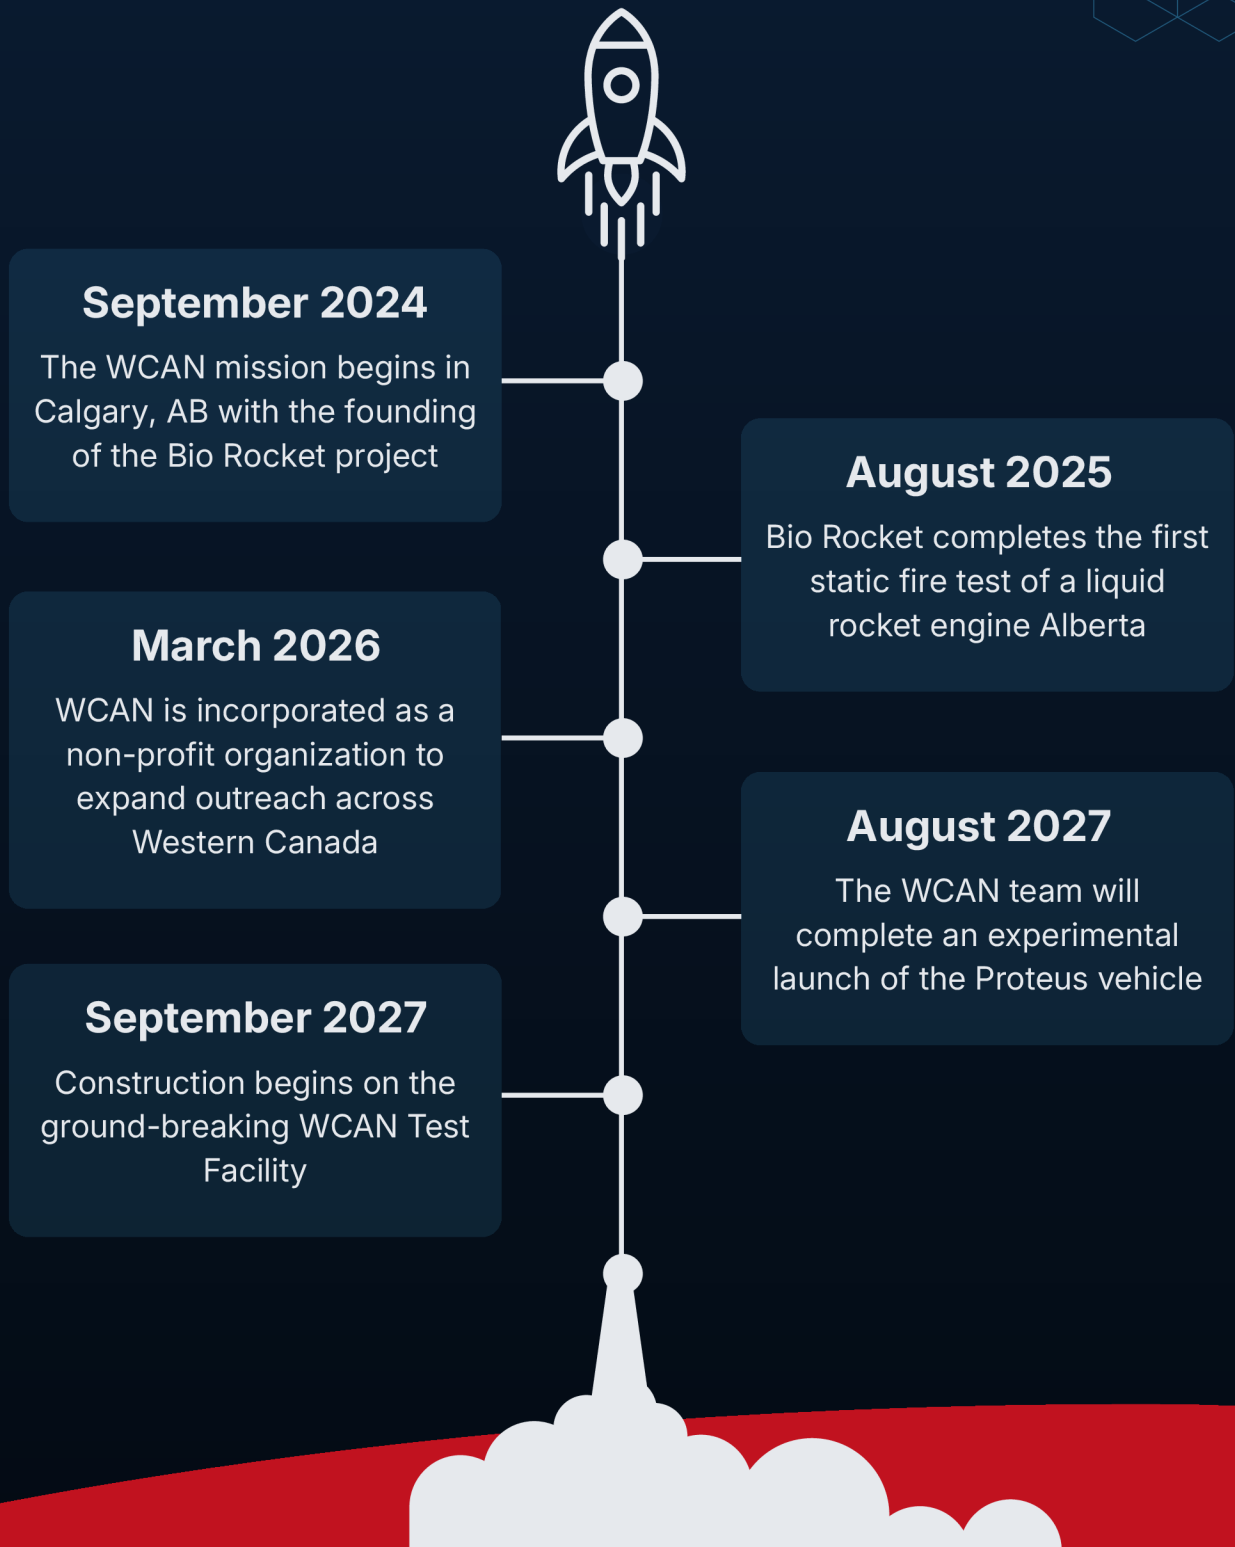 September 2024
The WCAN mission begins in
Calgary, AB with the founding
of the Bio Rocket project
August 2025
Bio Rocket completes the first
static fire test of a liquid
rocket engine Alberta
March 2026
WCAN is incorporated as a
non-profit organization to
expand outreach across
Western Canada
August 2027
The WCAN team will
complete an experimental
launch of the Proteus vehicle
September 2027
Construction begins on the
ground-breaking WCAN Test
Facility